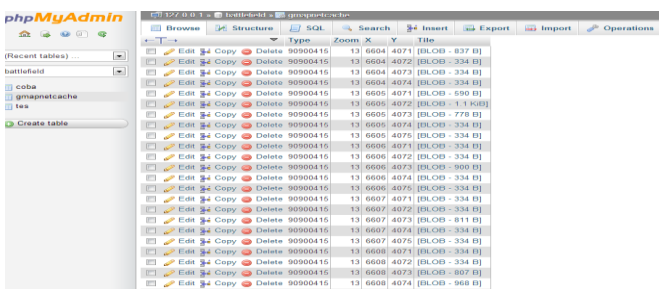 phpMyAdmin
(Recent tables) ...
battlefield
coba
gmapnetcache
tes
Create table
127.0.0.1 » battlefield » gmapnetcache
Browse Structure SQL Search Insert Export Import Operations
←T→ Type Zoom X Y Tile
Edit Copy Delete 90900415 13 6604 4071 [BLOB - 837 B]
Edit Copy Delete 90900415 13 6604 4072 [BLOB - 334 B]
Edit Copy Delete 90900415 13 6604 4073 [BLOB - 334 B]
Edit Copy Delete 90900415 13 6604 4074 [BLOB - 334 B]
Edit Copy Delete 90900415 13 6605 4071 [BLOB - 590 B]
Edit Copy Delete 90900415 13 6605 4072 [BLOB - 1.1 KiB]
Edit Copy Delete 90900415 13 6605 4073 [BLOB - 778 B]
Edit Copy Delete 90900415 13 6605 4074 [BLOB - 334 B]
Edit Copy Delete 90900415 13 6605 4075 [BLOB - 334 B]
Edit Copy Delete 90900415 13 6606 4071 [BLOB - 334 B]
Edit Copy Delete 90900415 13 6606 4072 [BLOB - 334 B]
Edit Copy Delete 90900415 13 6606 4073 [BLOB - 900 B]
Edit Copy Delete 90900415 13 6606 4074 [BLOB - 334 B]
Edit Copy Delete 90900415 13 6606 4075 [BLOB - 334 B]
Edit Copy Delete 90900415 13 6607 4071 [BLOB - 334 B]
Edit Copy Delete 90900415 13 6607 4072 [BLOB - 334 B]
Edit Copy Delete 90900415 13 6607 4073 [BLOB - 811 B]
Edit Copy Delete 90900415 13 6607 4074 [BLOB - 334 B]
Edit Copy Delete 90900415 13 6607 4075 [BLOB - 334 B]
Edit Copy Delete 90900415 13 6608 4071 [BLOB - 334 B]
Edit Copy Delete 90900415 13 6608 4072 [BLOB - 334 B]
Edit Copy Delete 90900415 13 6608 4073 [BLOB - 807 B]
Edit Copy Delete 90900415 13 6608 4074 [BLOB - 968 B]